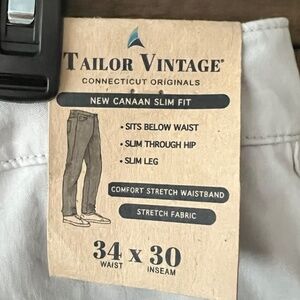 TAILOR VINTAGE®
CONNECTICUT ORIGINALS
NEW CANAAN SLIM FIT
• SITS BELOW WAIST
• SLIM THROUGH HIP
• SLIM LEG
COMFORT STRETCH WAISTBAND
STRETCH FABRIC
34 x 30
WAIST INSEAM